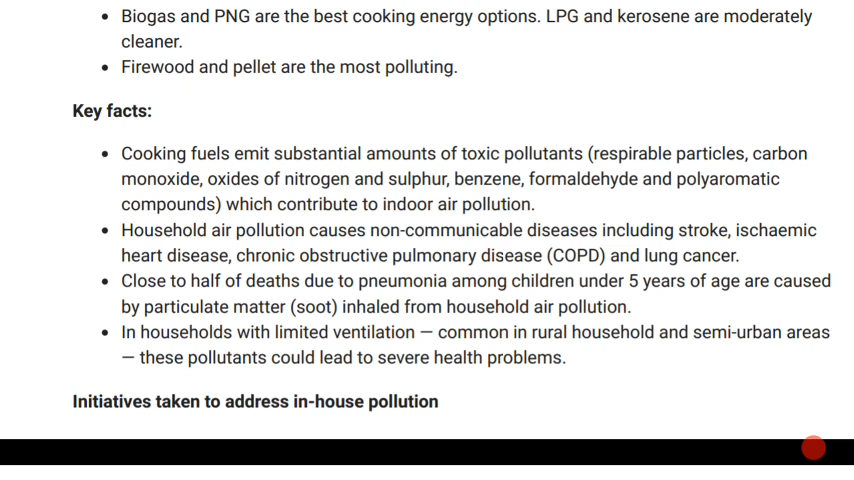 • Biogas and PNG are the best cooking energy options. LPG and kerosene are moderately
cleaner.
• Firewood and pellet are the most polluting.
Key facts:
• Cooking fuels emit substantial amounts of toxic pollutants (respirable particles, carbon
monoxide, oxides of nitrogen and sulphur, benzene, formaldehyde and polyaromatic
compounds) which contribute to indoor air pollution.
• Household air pollution causes non-communicable diseases including stroke, ischaemic
heart disease, chronic obstructive pulmonary disease (COPD) and lung cancer.
• Close to half of deaths due to pneumonia among children under 5 years of age are caused
by particulate matter (soot) inhaled from household air pollution.
• In households with limited ventilation — common in rural household and semi-urban areas
— these pollutants could lead to severe health problems.
Initiatives taken to address in-house pollution